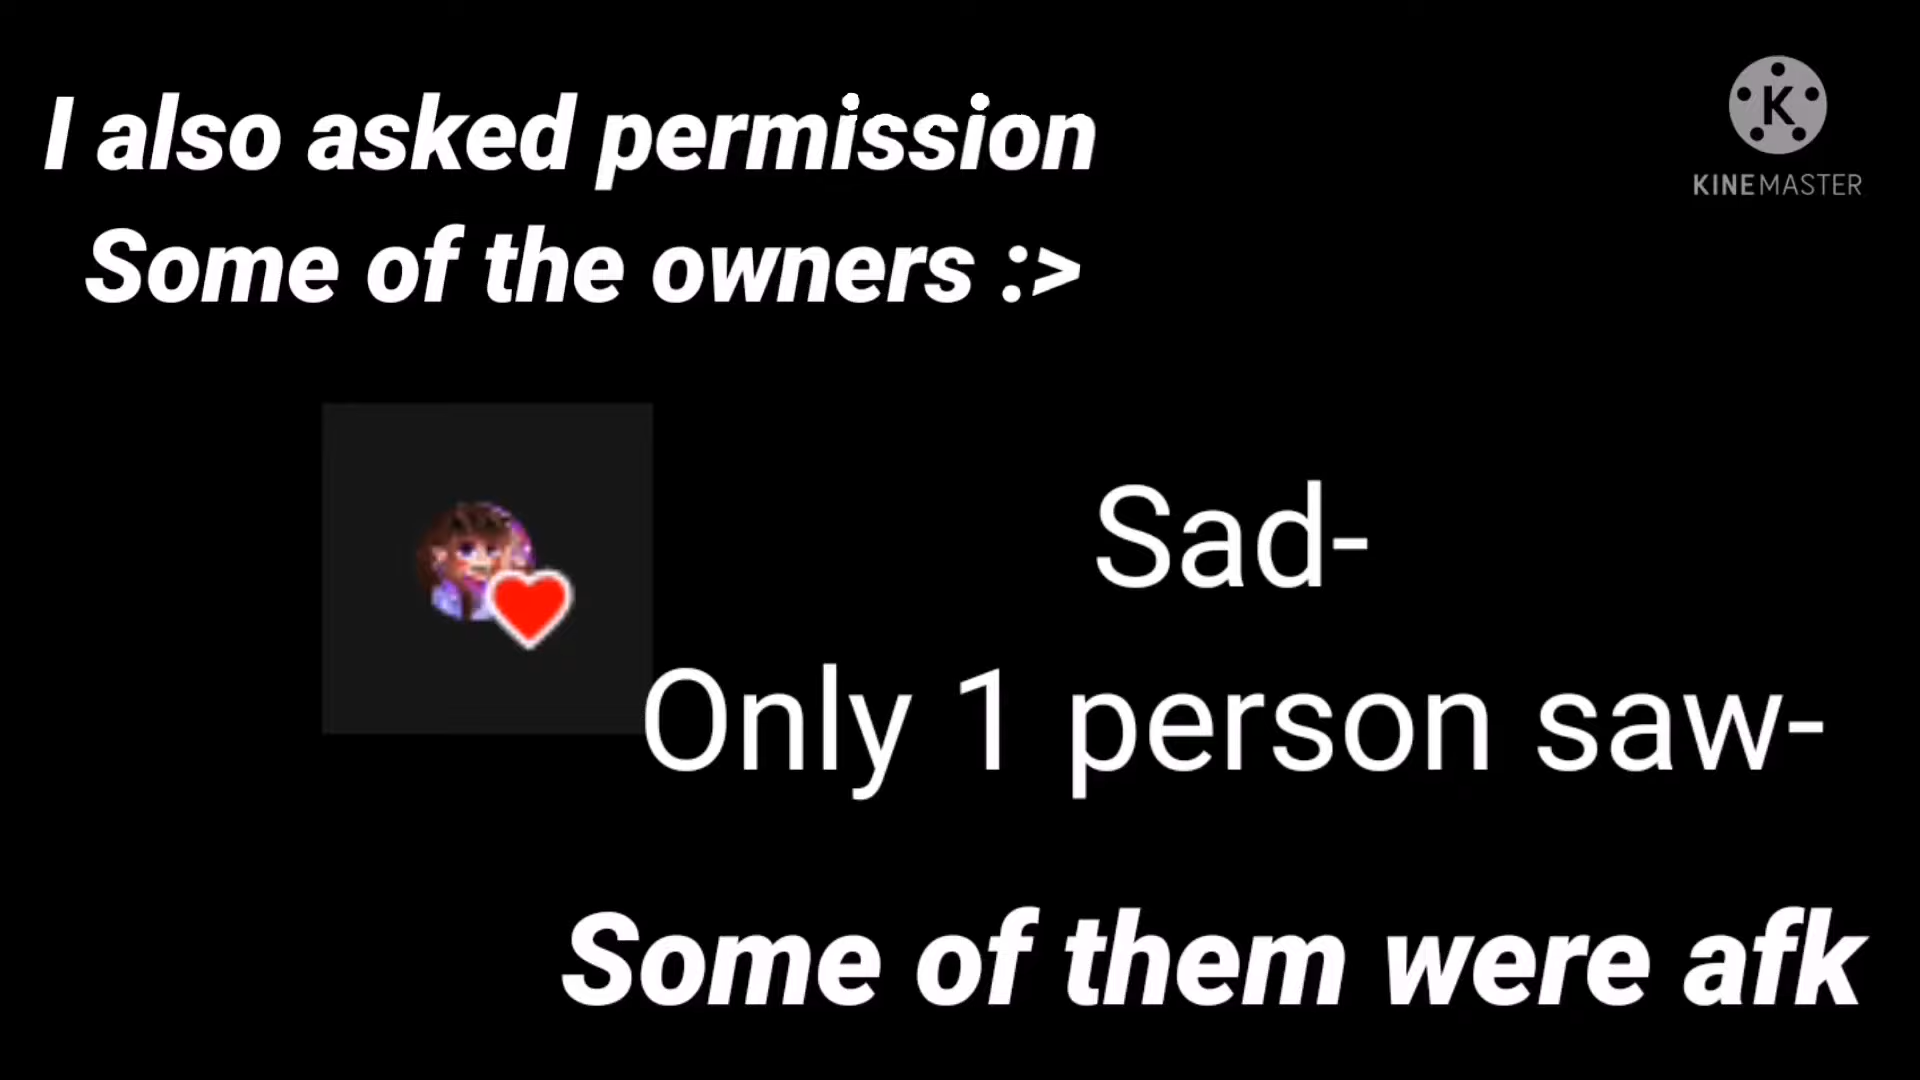 I also asked permission
Some of the owners :>
K
KINEMASTER
Sad-
Only 1 person saw-
Some of them were afk